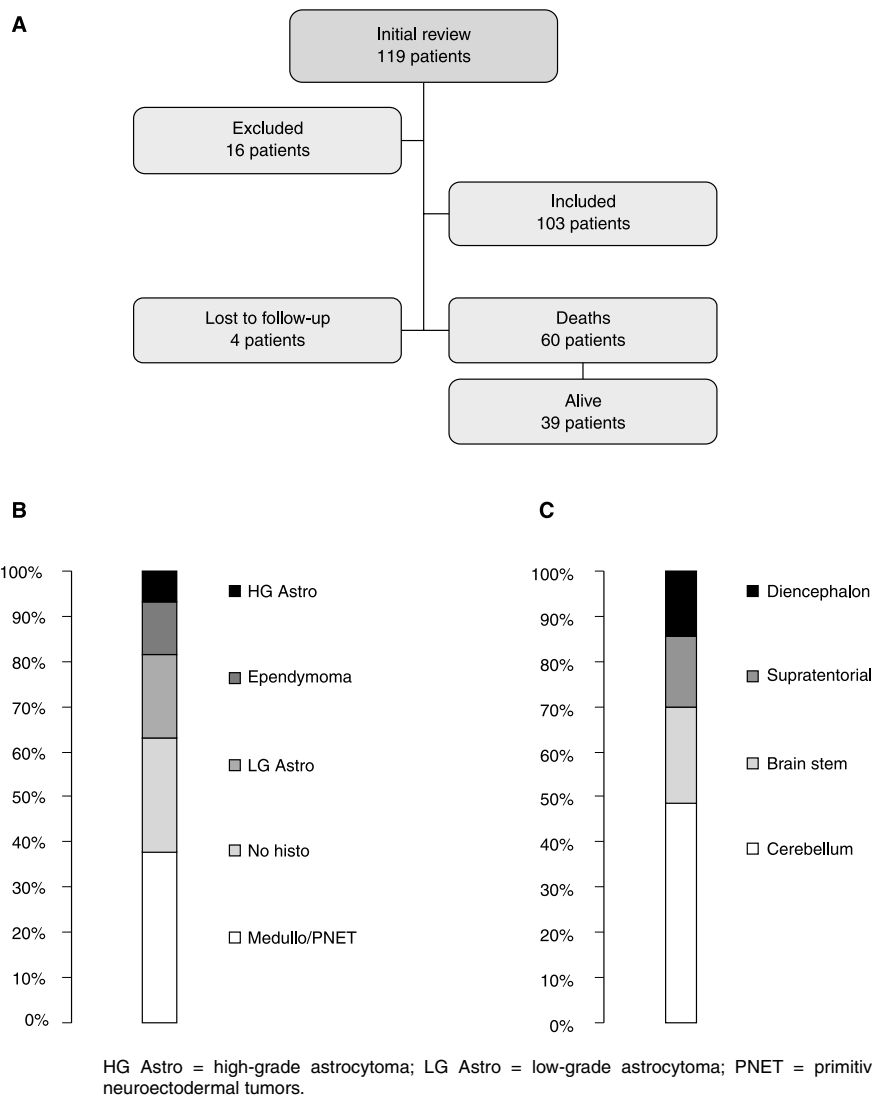 A
Initial review
119 patients
Excluded
16 patients
Included
103 patients
Lost to follow-up
4 patients
Deaths
60 patients
Alive
39 patients
B
100%
90%
80%
70%
60%
50%
40%
30%
20%
10%
0%
HG Astro
Ependymoma
LG Astro
No histo
Medullo/PNET
C
100%
90%
80%
70%
60%
50%
40%
30%
20%
10%
0%
Diencephalon
Supratentorial
Brain stem
Cerebellum
HG Astro = high-grade astrocytoma; LG Astro = low-grade astrocytoma; PNET = primitiv
neuroectodermal tumors.